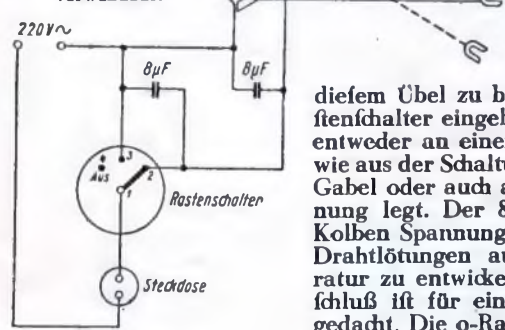 220V~
8µF 8µF
3
Aus 2
1
Rastenschalter
Steckdose
dieſem Übel zu b
ſtenſchalter eingeb
entweder an eine
wie aus der Schaltu
Gabel oder auch a
nung legt. Der 8
Kolben Spannung
Drahtlötungen au
ratur zu entwicke
ſchluß iſt für ein
gedacht. Die o-Ra